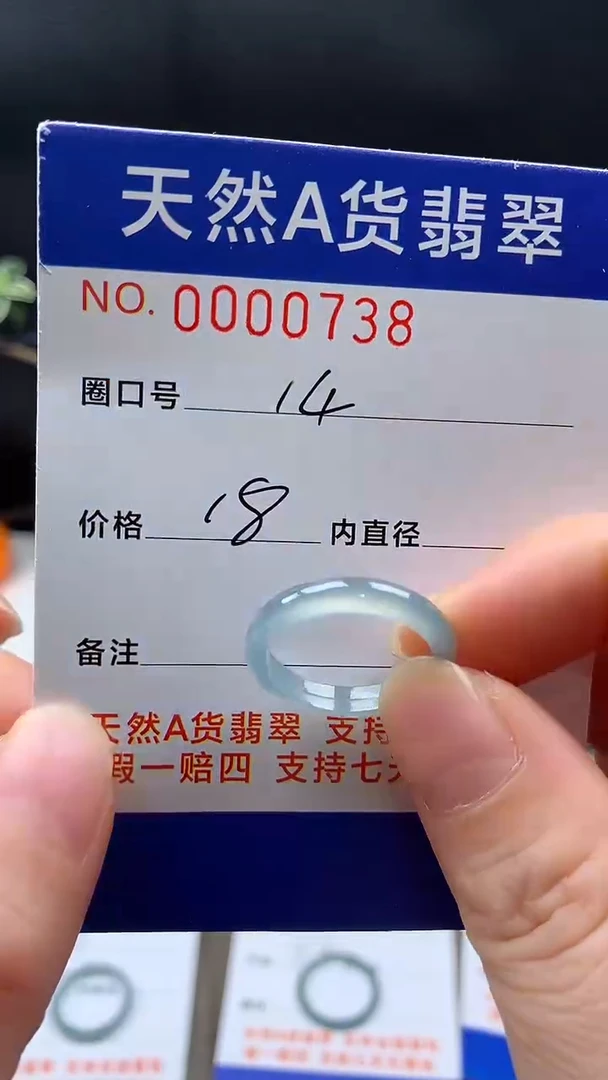 天然A货翡翠
NO. 0000738
圈口号 14
价格 18 内直径
备注
天然A货翡翠 支持
假一赔四 支持七天